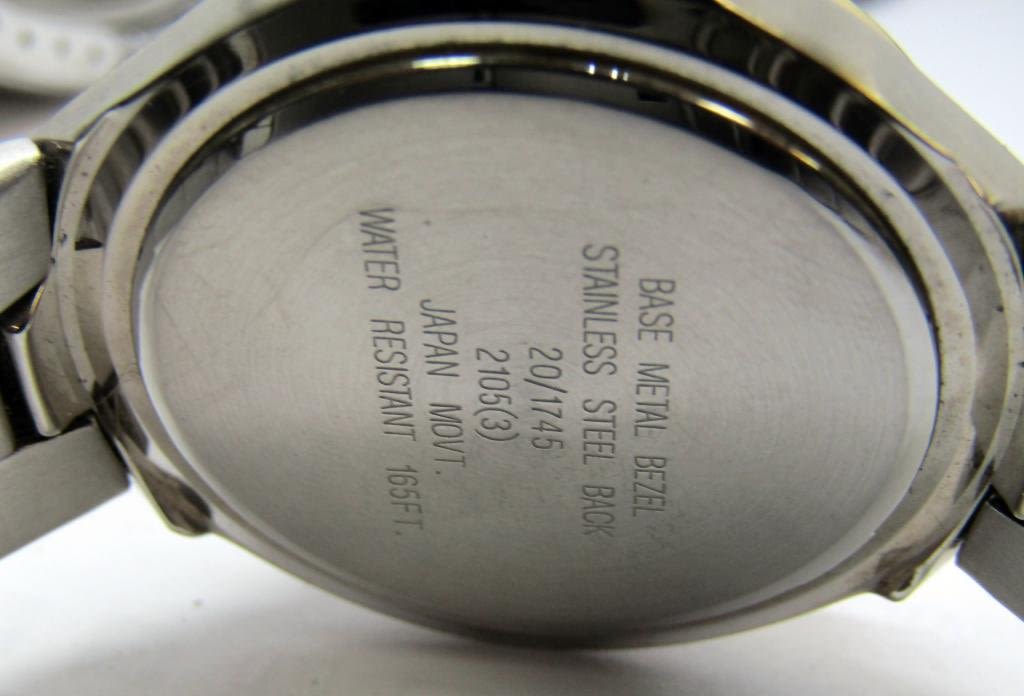 BASE METAL BEZEL
STAINLESS STEEL BACK
20/1745
2105(3)
JAPAN MOVT.
WATER RESISTANT 165FT.